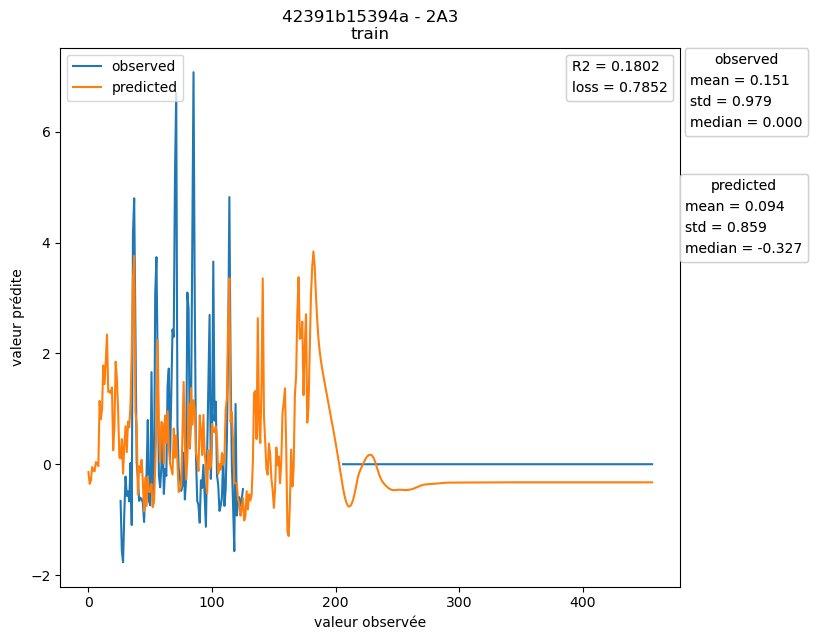 42391b15394a - 2A3
train
observed
predicted
R2 = 0.1802
loss = 0.7852
observed
mean = 0.151
std = 0.979
median = 0.000
predicted
mean = 0.094
std = 0.859
median = -0.327
valeur prédite
6
4
2
0
−2
0
100
200
300
400
valeur observée